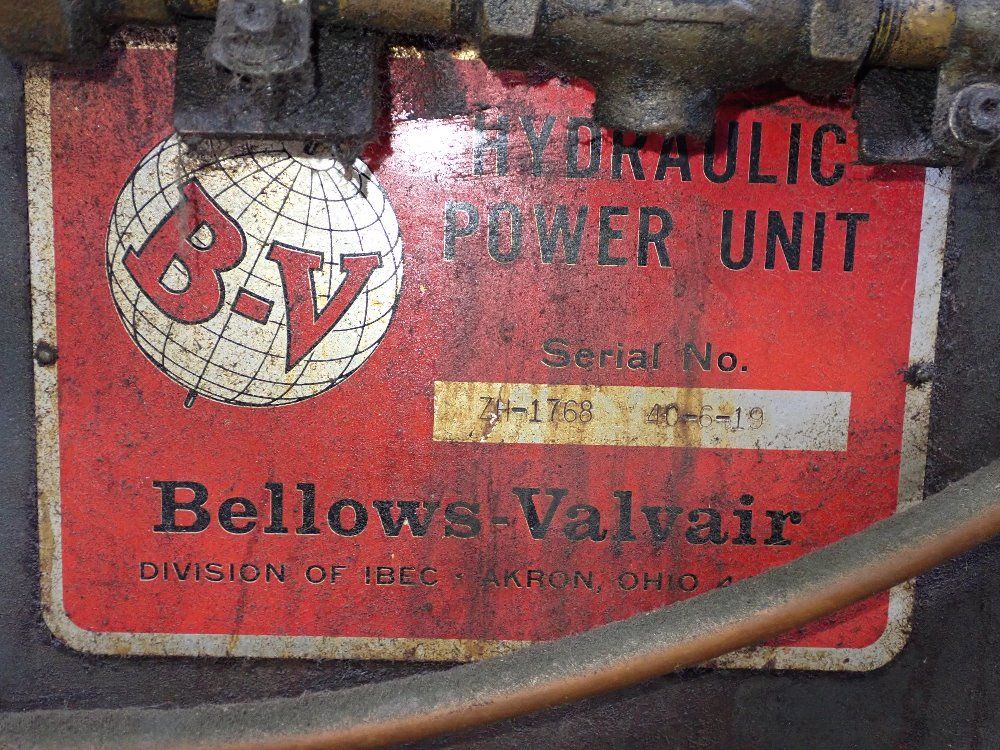 B-V
HYDRAULIC
POWER UNIT
Serial No.
ZH-1768 40-6-19
Bellows-Valvair
DIVISION OF IBEC · AKRON, OHIO